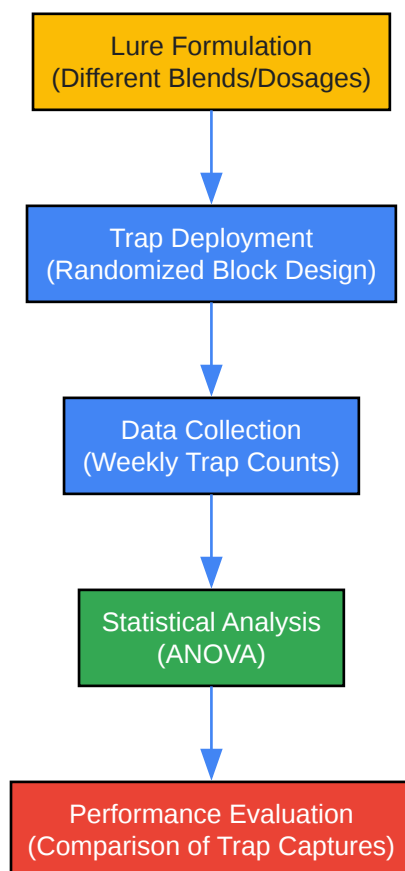 Lure Formulation
(Different Blends/Dosages)
Trap Deployment
(Randomized Block Design)
Data Collection
(Weekly Trap Counts)
Statistical Analysis
(ANOVA)
Performance Evaluation
(Comparison of Trap Captures)